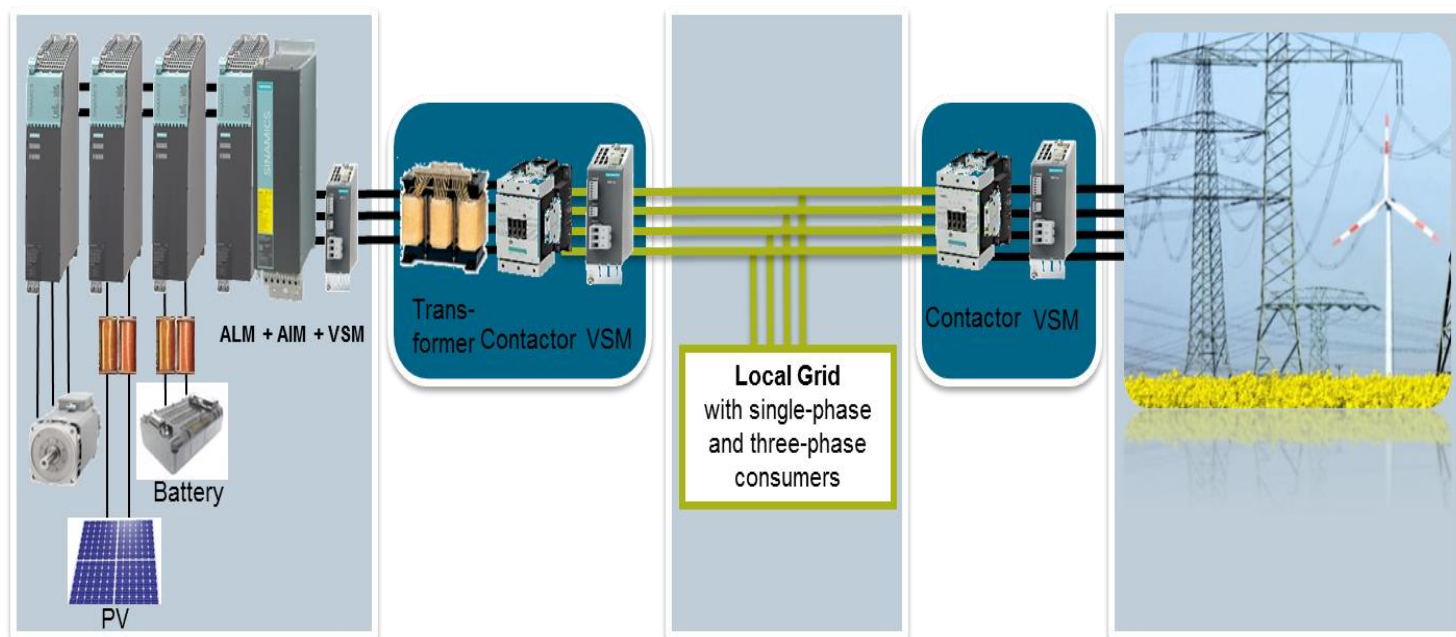 SINAMICS
ALM + AIM + VSM
Trans-
former
Contactor
VSM
Contactor
VSM
Local Grid
with single-phase
and three-phase
consumers
Battery
PV